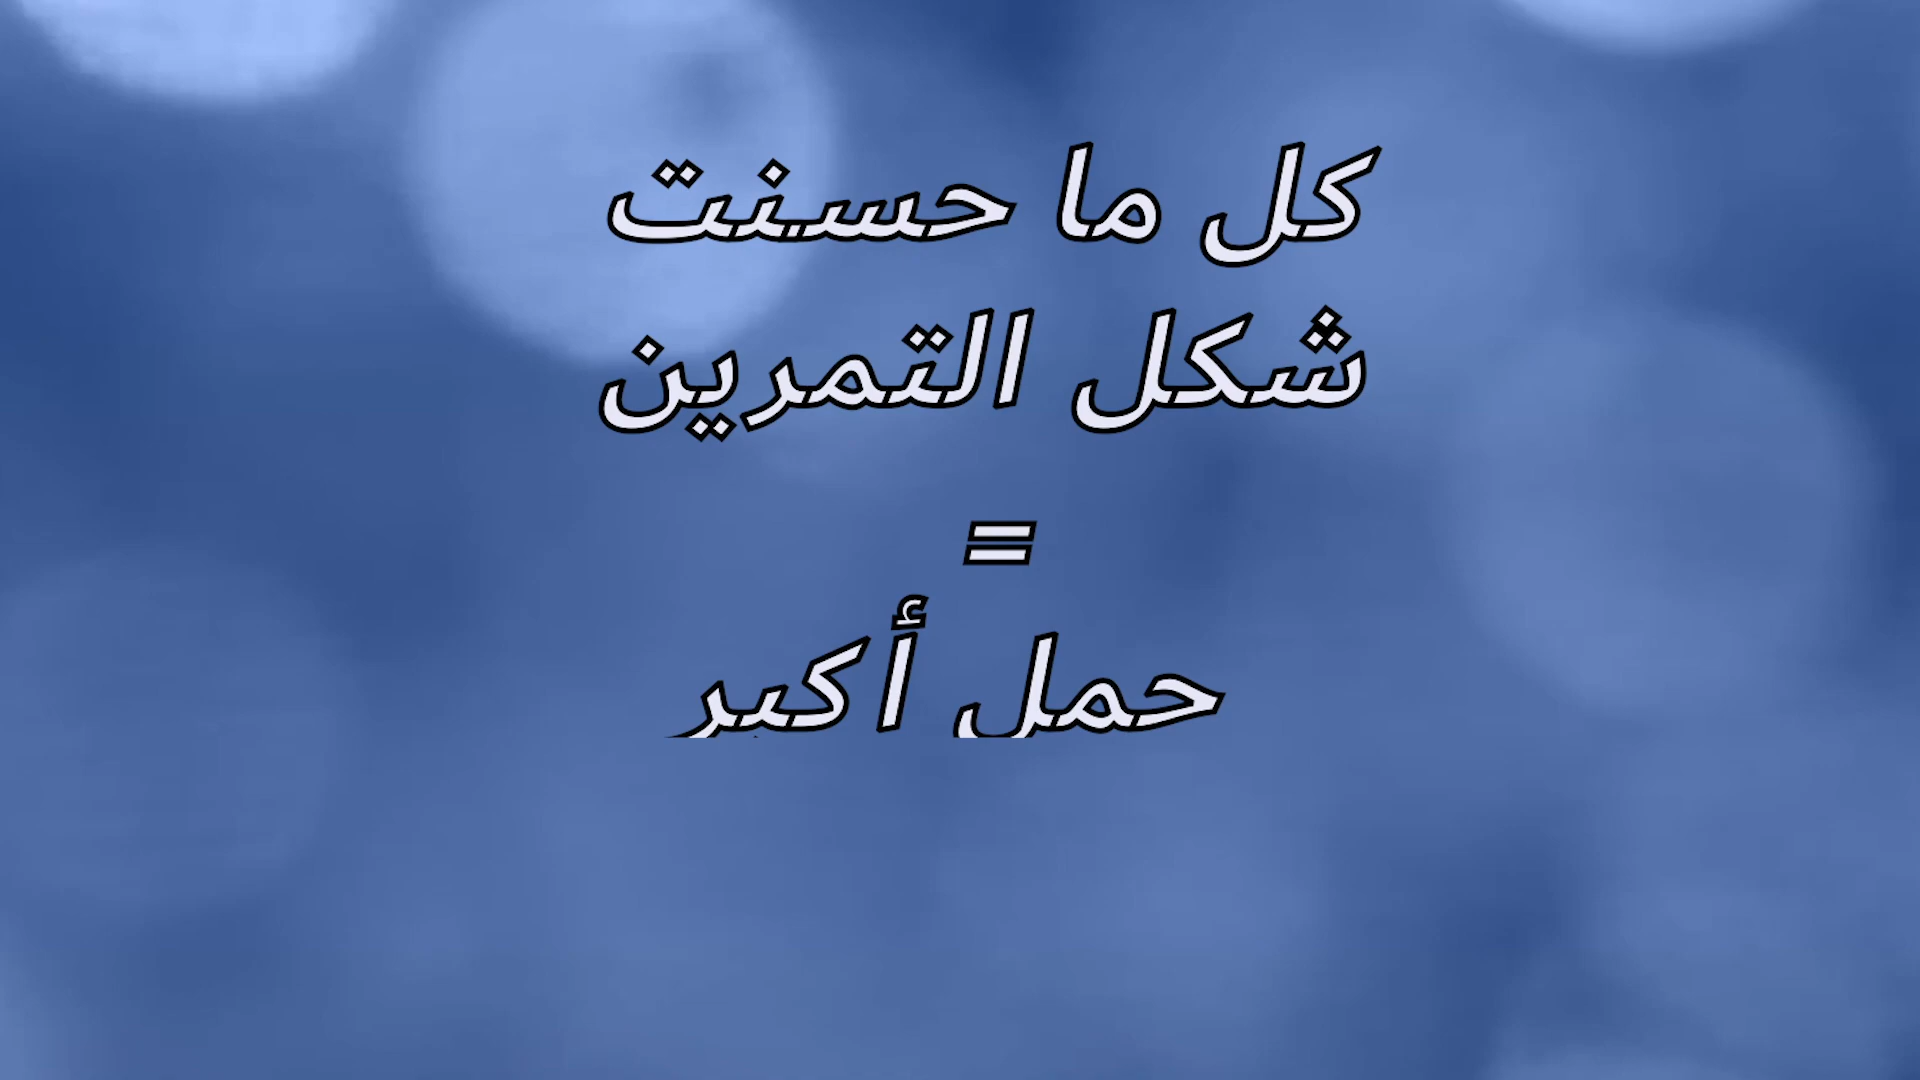 كل ما حسنت
شكل التمرين
=
حمل أكبر